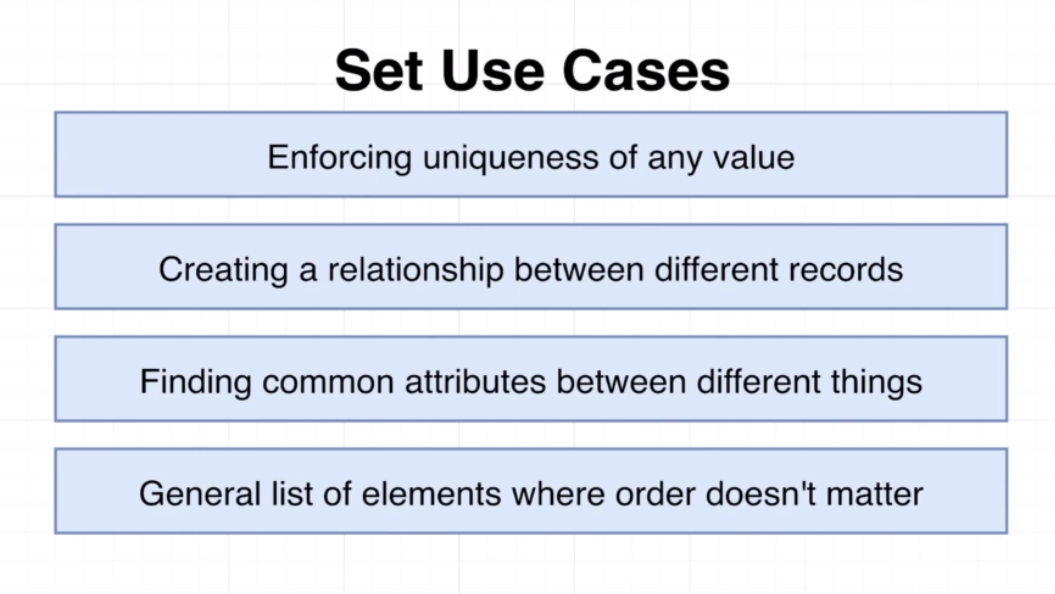 Set Use Cases
Enforcing uniqueness of any value
Creating a relationship between different records
Finding common attributes between different things
General list of elements where order doesn't matter